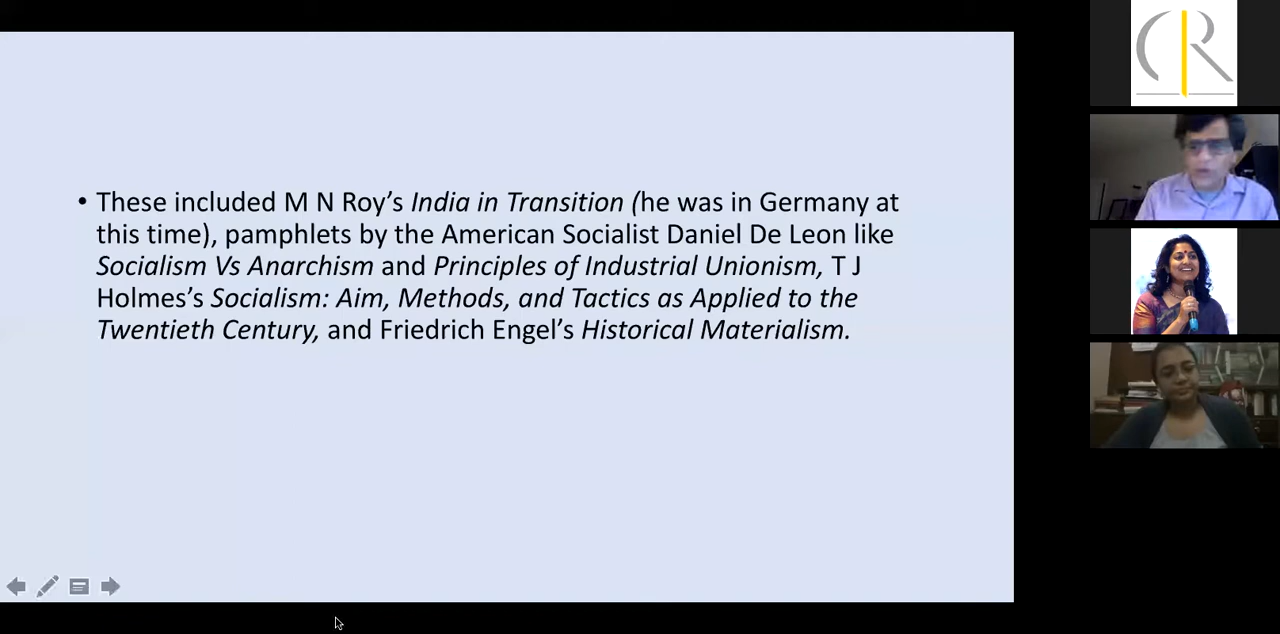 • These included M N Roy's India in Transition (he was in Germany at
this time), pamphlets by the American Socialist Daniel De Leon like
Socialism Vs Anarchism and Principles of Industrial Unionism, T J
Holmes's Socialism: Aim, Methods, and Tactics as Applied to the
Twentieth Century, and Friedrich Engel's Historical Materialism.
CR